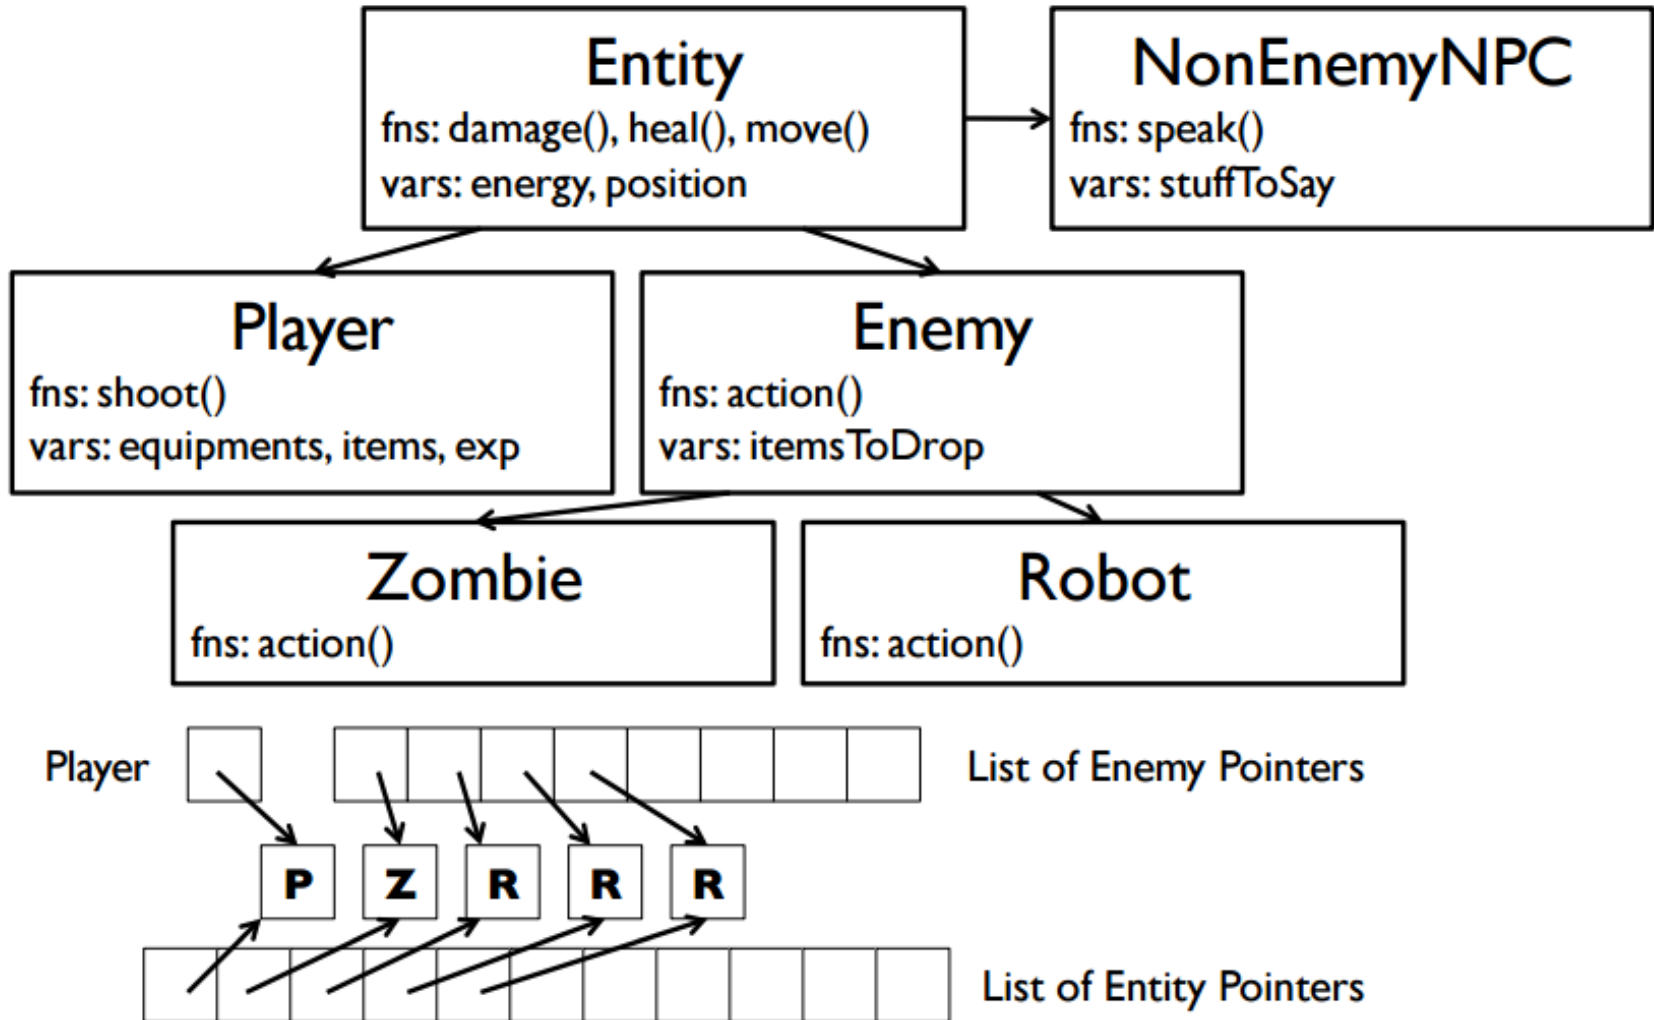 Entity
fns: damage(), heal(), move()
vars: energy, position
NonEnemyNPC
fns: speak()
vars: stuffToSay
Player
fns: shoot()
vars: equipments, items, exp
Enemy
fns: action()
vars: itemsToDrop
Zombie
fns: action()
Robot
fns: action()
Player
List of Enemy Pointers
P Z R R R
List of Entity Pointers